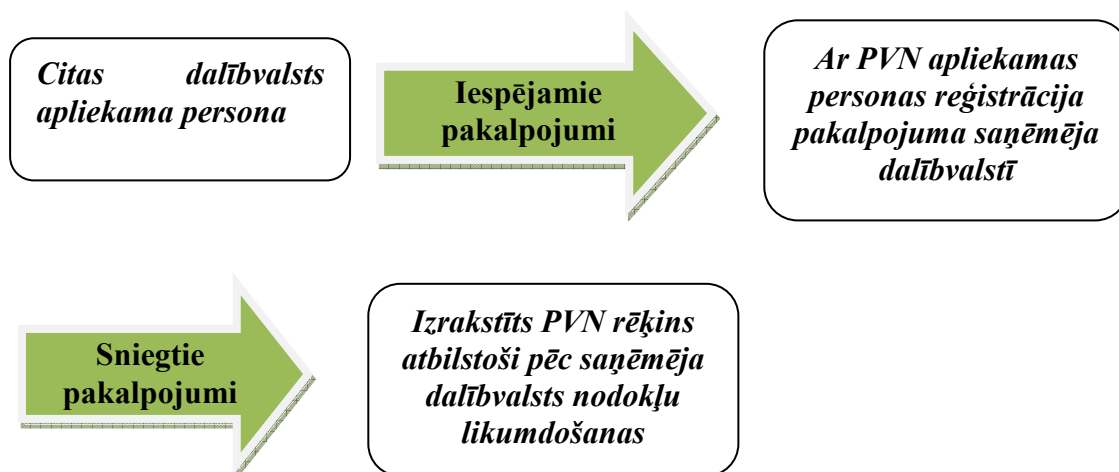 Citas dalībvalsts
apliekama persona
Iespējamie
pakalpojumi
Ar PVN apliekamas
personas reģistrācija
pakalpojuma saņēmēja
dalībvalstī
Sniegtie
pakalpojumi
Izrakstīts PVN rēķins
atbilstoši pēc saņēmēja
dalībvalsts nodokļu
likumdošanas